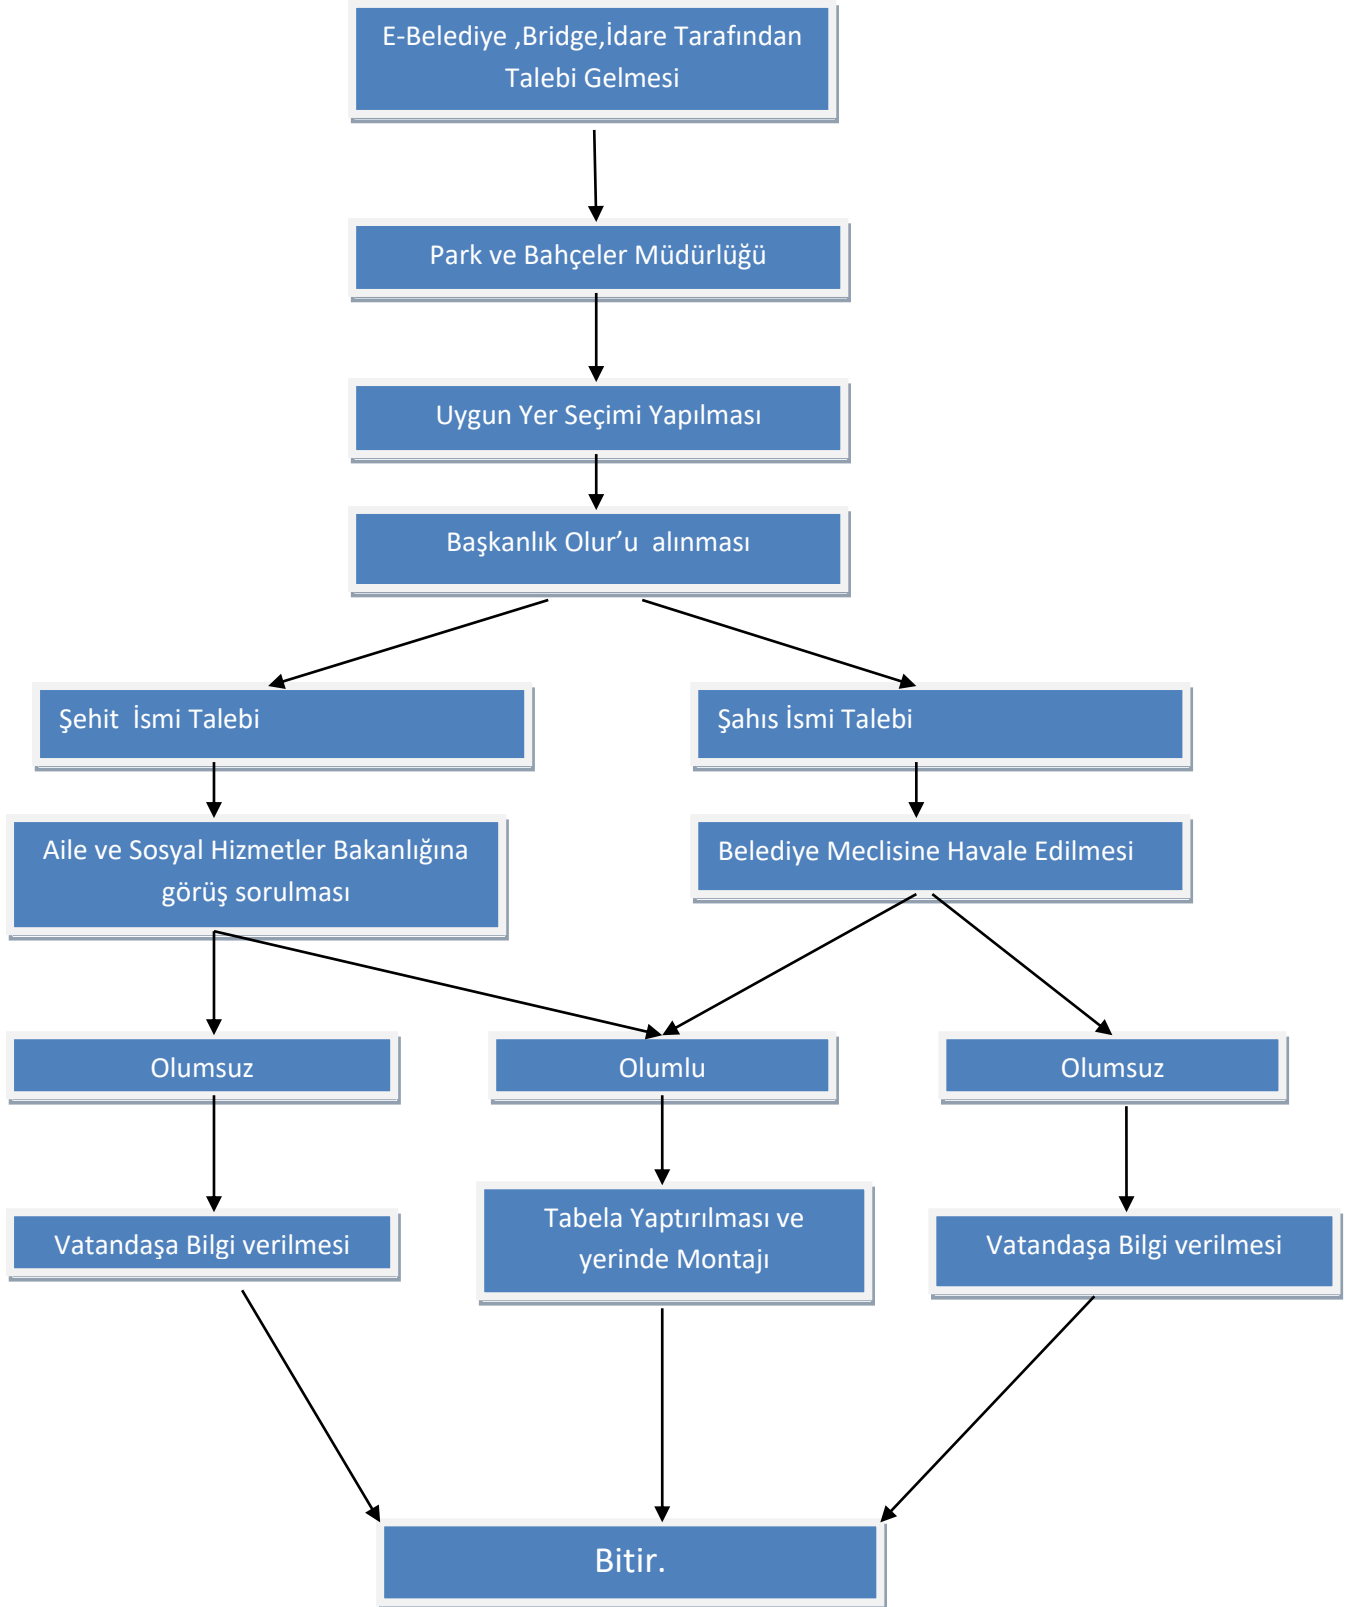 E-Belediye ,Bridge,İdare Tarafından
Talebi Gelmesi
Park ve Bahçeler Müdürlüğü
Uygun Yer Seçimi Yapılması
Başkanlık Olur’u  alınması
Şehit  İsmi Talebi
Şahıs İsmi Talebi
Aile ve Sosyal Hizmetler Bakanlığına
görüş sorulması
Belediye Meclisine Havale Edilmesi
Olumsuz
Olumlu
Olumsuz
Vatandaşa Bilgi verilmesi
Tabela Yaptırılması ve
yerinde Montajı
Vatandaşa Bilgi verilmesi
Bitir.